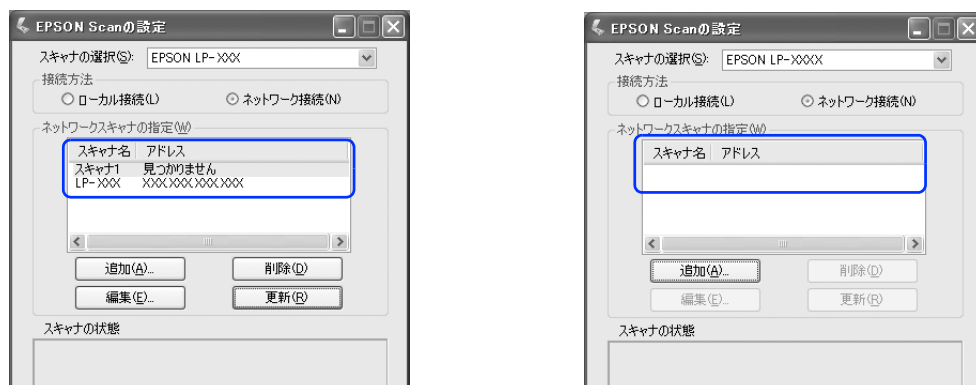 EPSON Scanの設定
スキャナの選択(S): EPSON LP-XXX
接続方法
ローカル接続(L) ネットワーク接続(N)
ネットワークスキャナの指定(W)
スキャナ名 アドレス
スキャナ1 見つかりません
LP-XXX XXX.XXX.XXX.XXX
追加(A)... 削除(D)
編集(E)... 更新(R)
スキャナの状態
EPSON Scanの設定
スキャナの選択(S): EPSON LP-XXXX
接続方法
ローカル接続(L) ネットワーク接続(N)
ネットワークスキャナの指定(W)
スキャナ名 アドレス
追加(A)... 削除(D)
編集(E)... 更新(R)
スキャナの状態